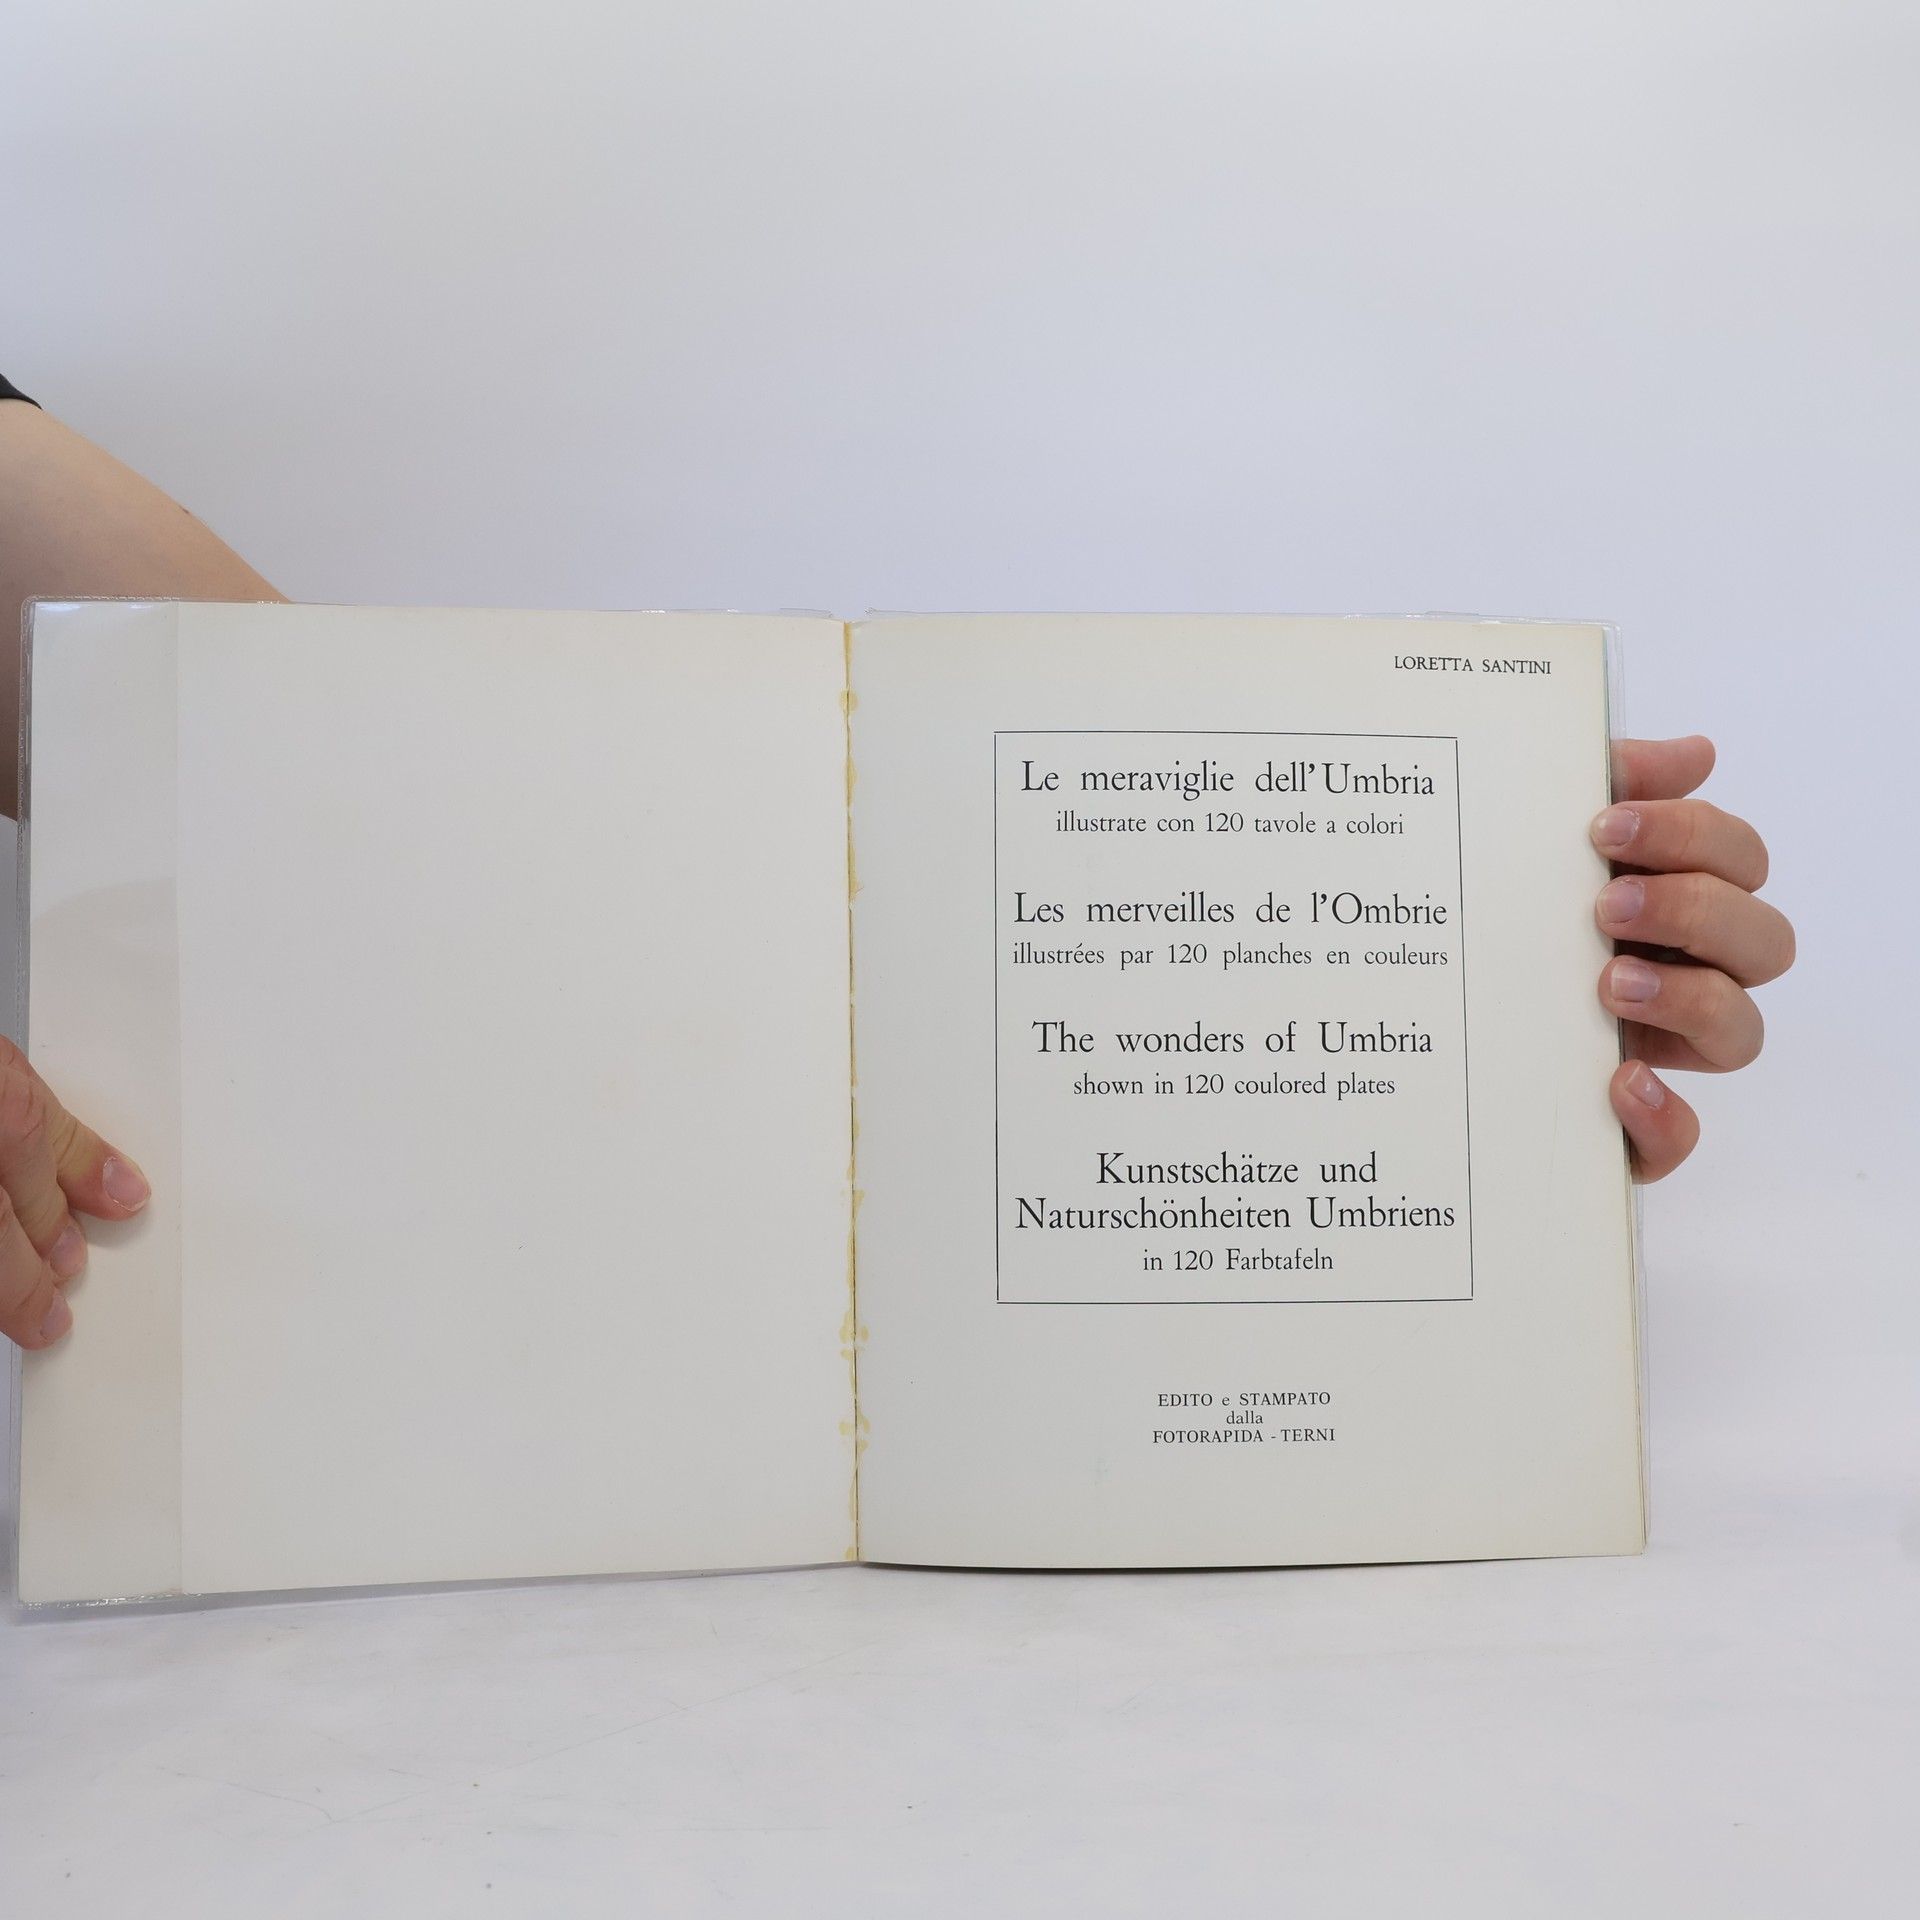 LORETTA SANTINI
Le meraviglie dell'Umbria
illustrate con 120 tavole a colori
Les merveilles de l'Ombrie
illustrées par 120 planches en couleurs
The wonders of Umbria
shown in 120 coulored plates
Kunstschätze und
Naturschönheiten Umbriens
in 120 Farbtafeln
EDITO e STAMPATO
dalla
FOTORAPIDA - TERNI